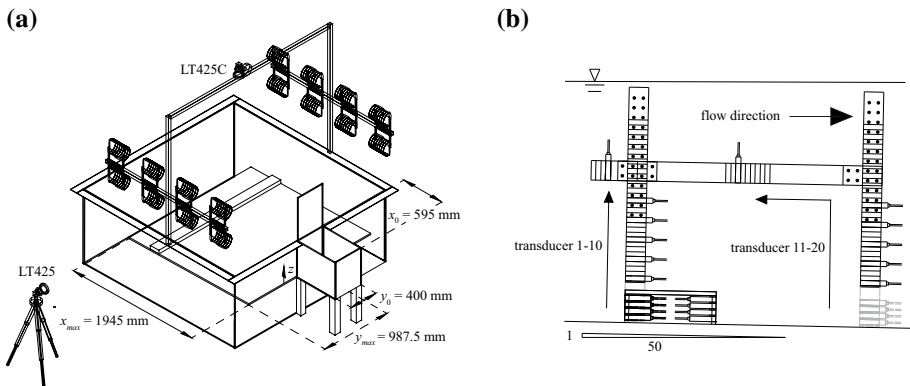 (a)
LT425C
x0 = 595 mm
z
LT425
y0 = 400 mm
xmax = 1945 mm
ymax = 987.5 mm
(b)
flow direction
transducer 1-10
transducer 11-20
1
50